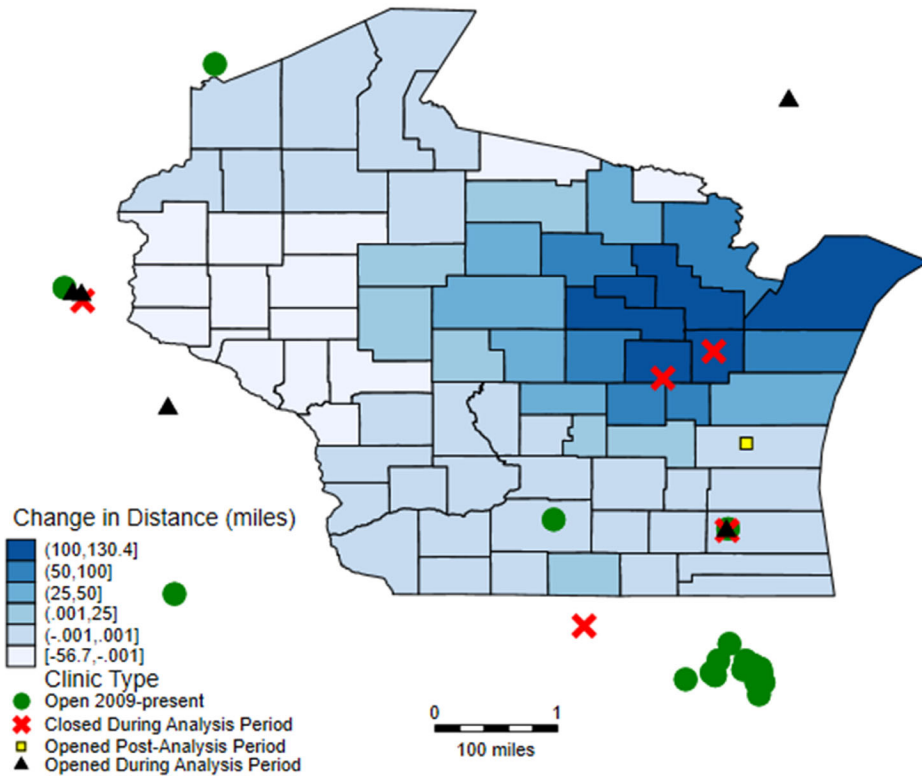 Change in Distance (miles)
(100,130.4]
(50,100]
(25,50]
(.001,25]
(-.001,.001]
[-56.7,-.001]
Clinic Type
Open 2009-present
Closed During Analysis Period
Opened Post-Analysis Period
Opened During Analysis Period
0 1
100 miles